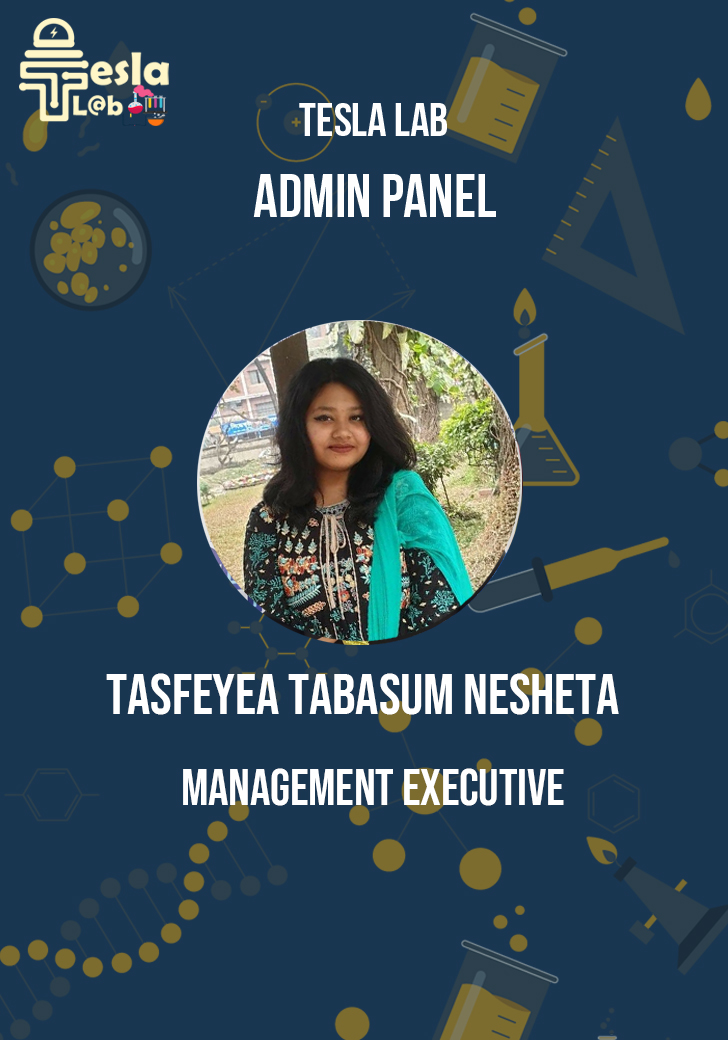 Tesla
L@b
TESLA LAB
ADMIN PANEL
TASFEYEA TABASUM NESHETA
MANAGEMENT EXECUTIVE